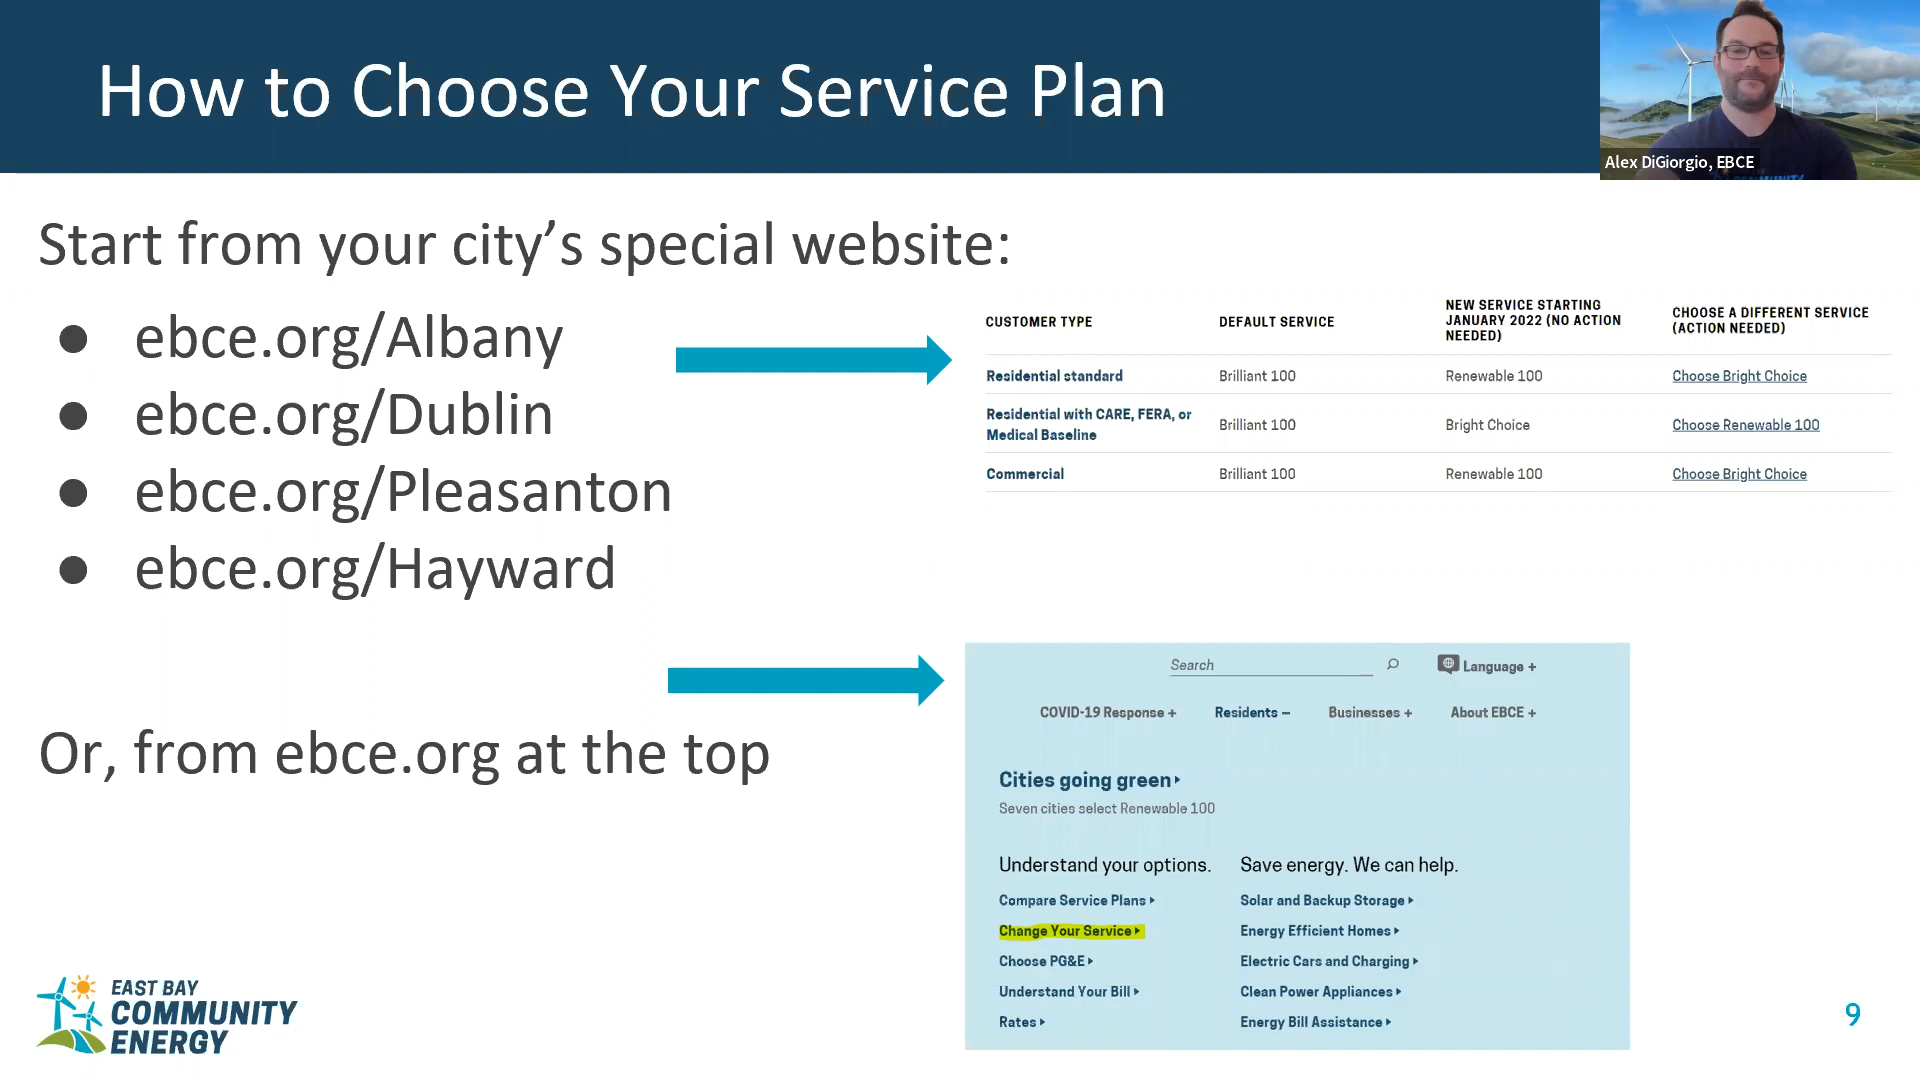 How to Choose Your Service Plan
Alex DiGiorgio, EBCE
Start from your city’s special website:
● ebce.org/Albany
● ebce.org/Dublin
● ebce.org/Pleasanton
● ebce.org/Hayward
Or, from ebce.org at the top
CUSTOMER TYPE DEFAULT SERVICE NEW SERVICE STARTING JANUARY 2022 (NO ACTION NEEDED) CHOOSE A DIFFERENT SERVICE (ACTION NEEDED)
Residential standard Brilliant 100 Renewable 100 Choose Bright Choice
Residential with CARE, FERA, or Medical Baseline Brilliant 100 Bright Choice Choose Renewable 100
Commercial Brilliant 100 Renewable 100 Choose Bright Choice
Search Language +
COVID-19 Response + Residents – Businesses + About EBCE +
Cities going green
Seven cities select Renewable 100
Understand your options. Save energy. We can help.
Compare Service Plans Solar and Backup Storage
Change Your Service Energy Efficient Homes
Choose PG&E Electric Cars and Charging
Understand Your Bill Clean Power Appliances
Rates Energy Bill Assistance
EAST BAY
COMMUNITY
ENERGY
9